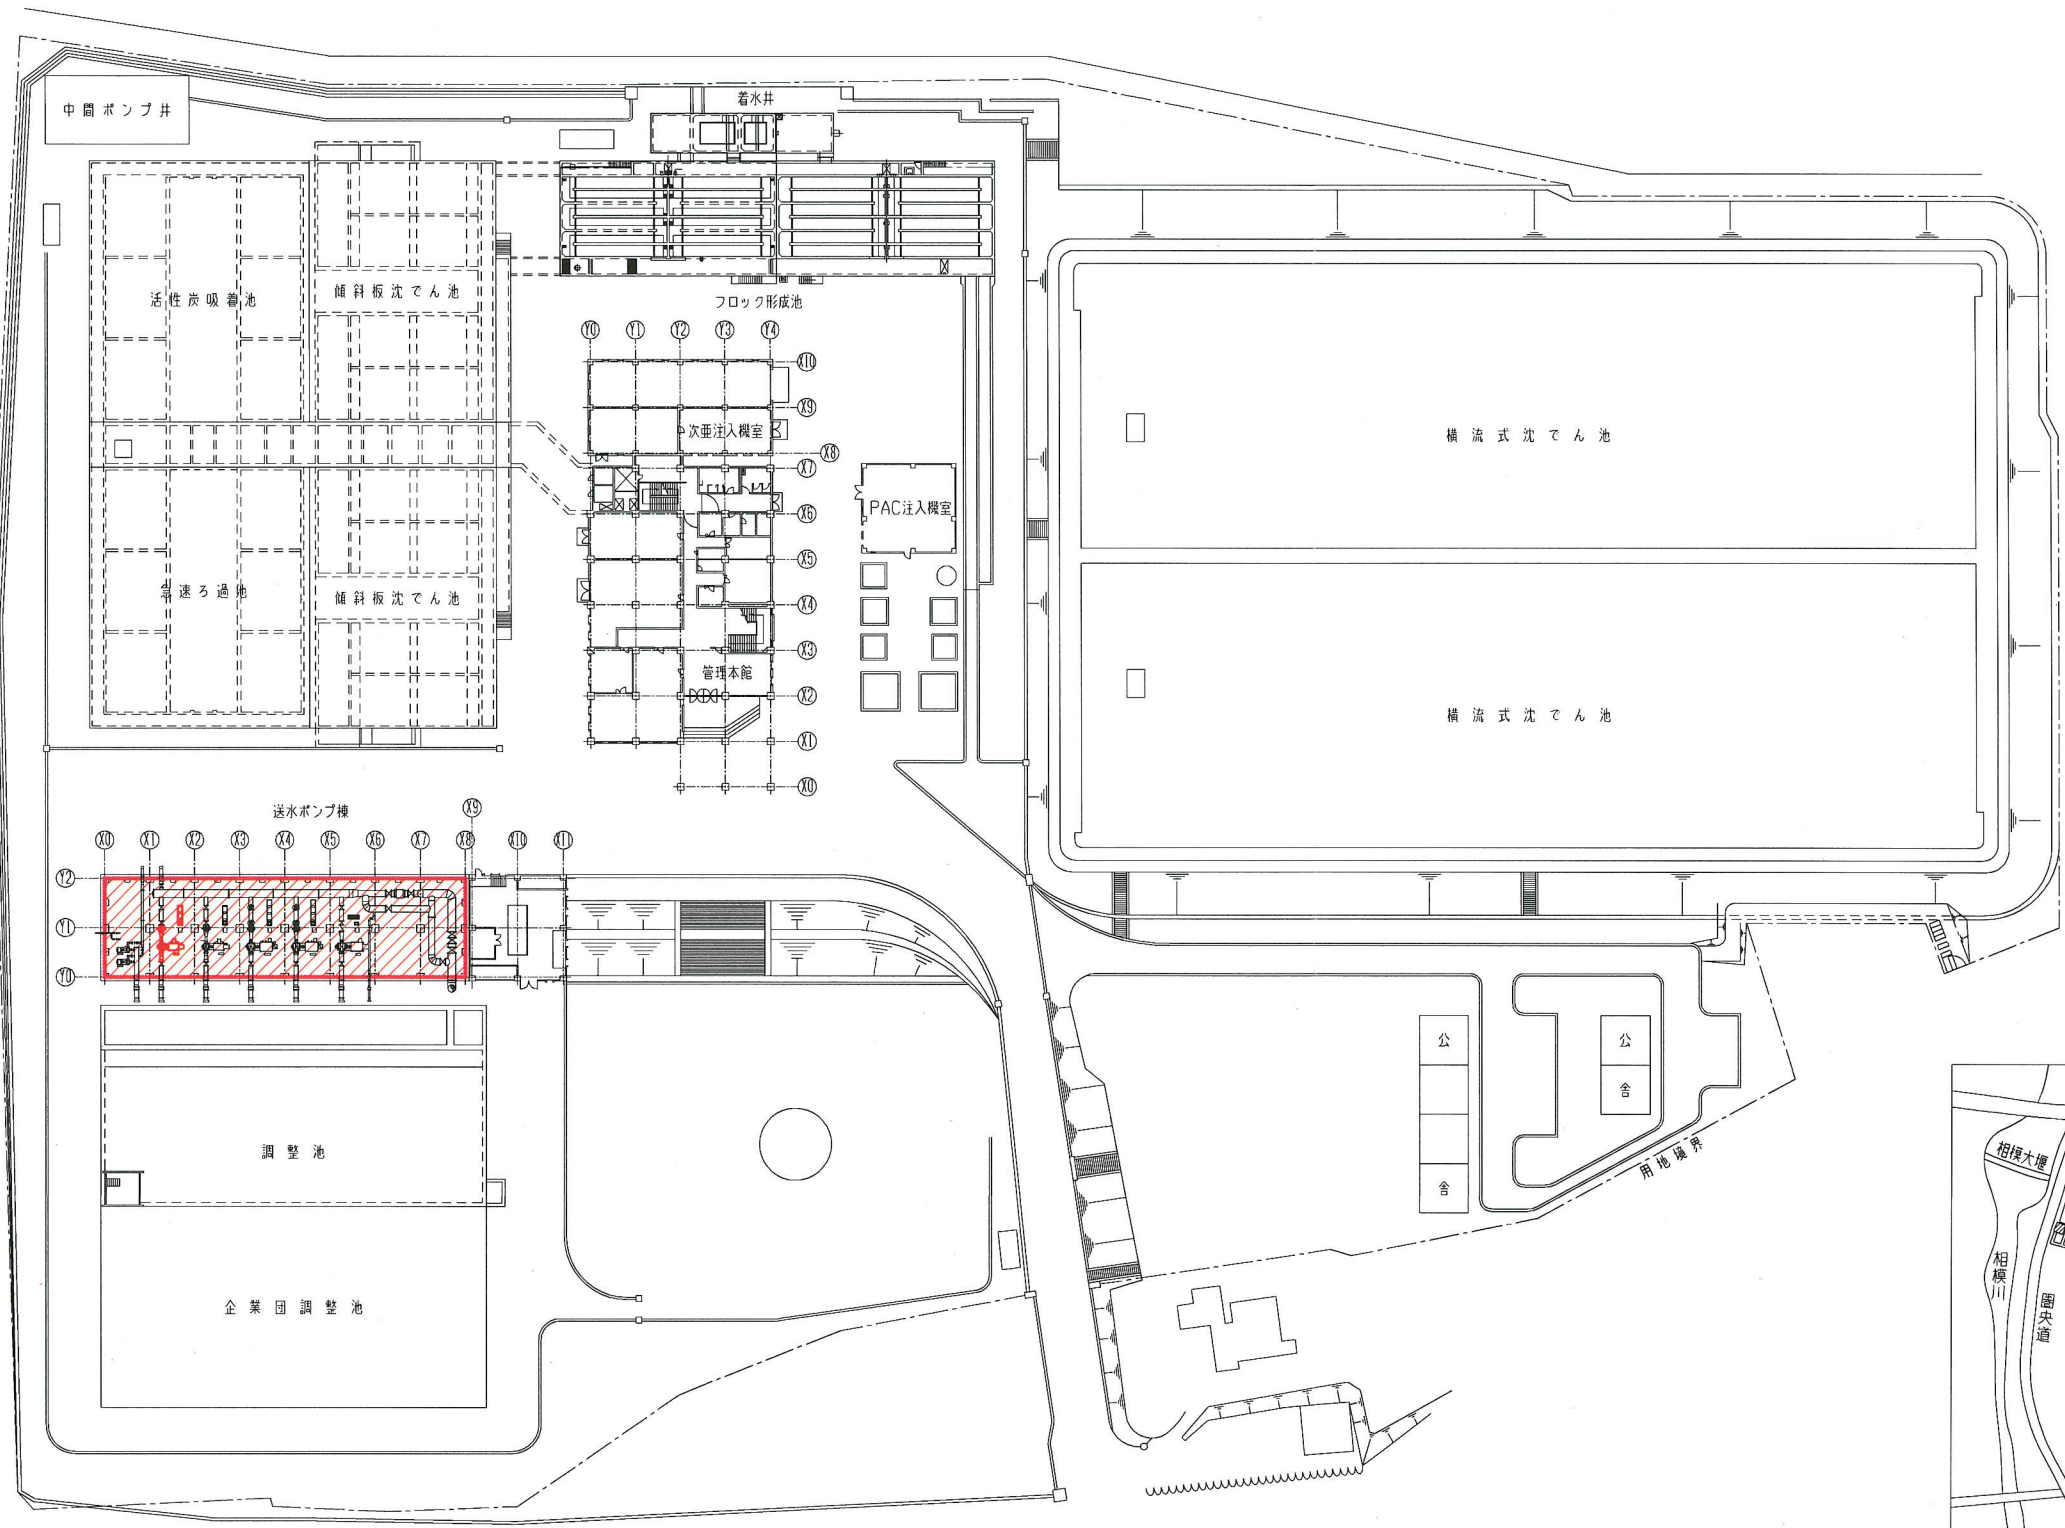 中間ポンプ井
着水井
活性炭吸着池
傾斜板沈でん池
フロック形成池
Y0 Y1 Y2 Y3 Y4
X10
X9
次亜注入機室
X8
X7
PAC注入機室
X6
X5
急速ろ過池
傾斜板沈でん池
X4
X3
管理本館
X2
X1
X0
横流式沈でん池
横流式沈でん池
送水ポンプ棟
X9
X0 X1 X2 X3 X4 X5 X6 X7 X8 X10 X11
Y2
Y1
Y0
調整池
企業団調整池
公
舎
公
舎
用地境界
相模大堰
相模川
圏央道